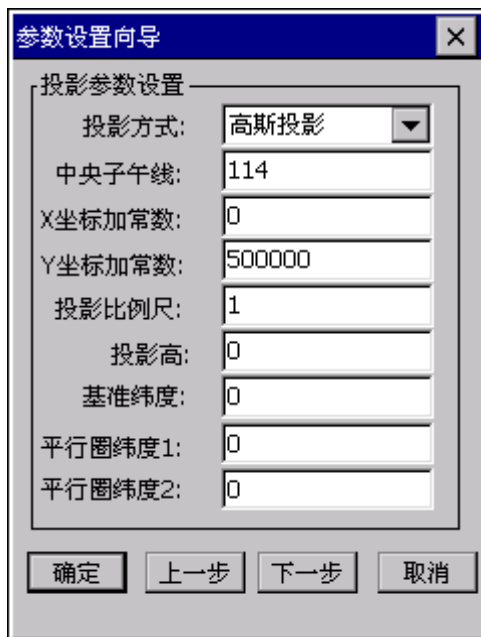 参数设置向导
投影参数设置
投影方式: 高斯投影
中央子午线: 114
X坐标加常数: 0
Y坐标加常数: 500000
投影比例尺: 1
投影高: 0
基准纬度: 0
平行圈纬度1: 0
平行圈纬度2: 0
确定 上一步 下一步 取消